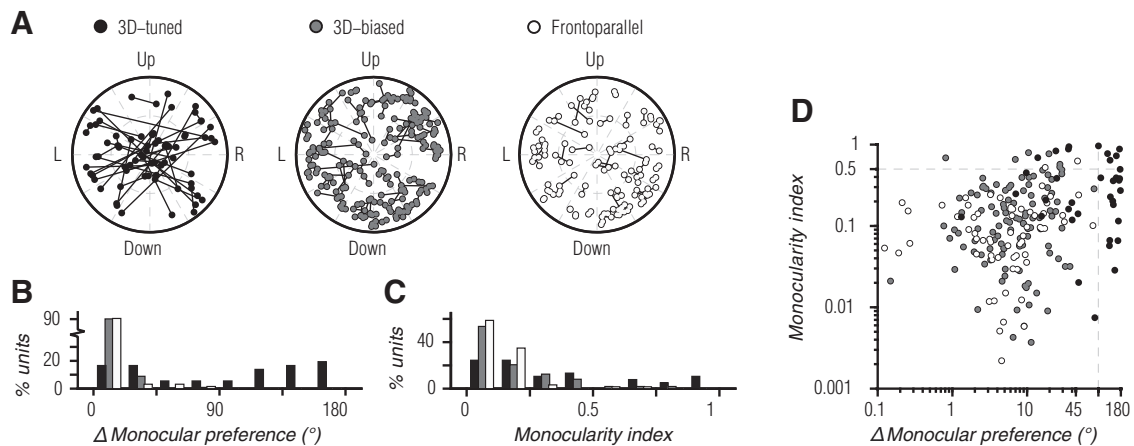 A
3D–tuned
3D–biased
Frontoparallel
Up
Up
Up
L
R
L
R
L
R
Down
Down
Down
B
% units
90
20
0
0
90
180
Δ Monocular preference (°)
C
% units
40
0
0
0.5
1
Monocularity index
D
Monocularity index
1
0.5
0.1
0.01
0.001
0.1
1
10
45
180
Δ Monocular preference (°)